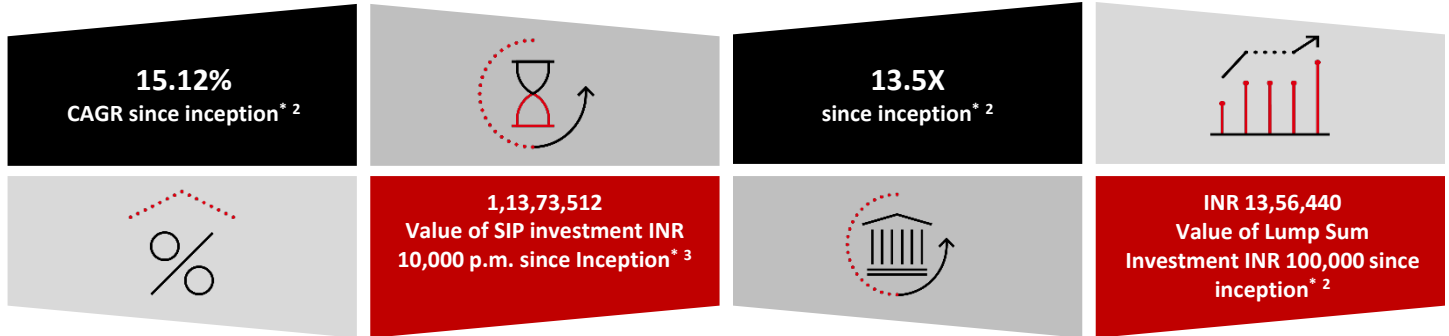 15.12%
CAGR since inception* 2
13.5X
since inception* 2
1,13,73,512
Value of SIP investment INR
10,000 p.m. since Inception* 3
INR 13,56,440
Value of Lump Sum
Investment INR 100,000 since
inception* 2